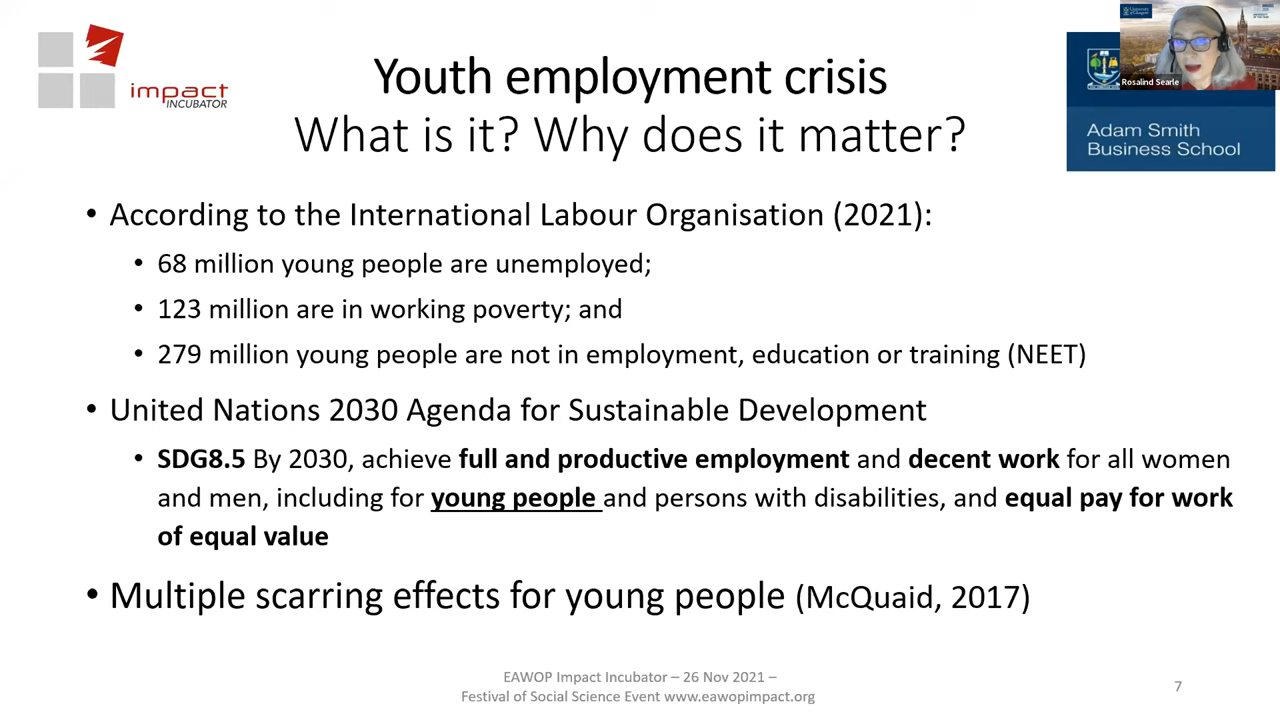 impact
INCUBATOR
Youth employment crisis
What is it? Why does it matter?
Rosalind Searle
Adam Smith
Business School
• According to the International Labour Organisation (2021):
• 68 million young people are unemployed;
• 123 million are in working poverty; and
• 279 million young people are not in employment, education or training (NEET)
• United Nations 2030 Agenda for Sustainable Development
• SDG8.5 By 2030, achieve full and productive employment and decent work for all women
and men, including for young people and persons with disabilities, and equal pay for work
of equal value
• Multiple scarring effects for young people (McQuaid, 2017)
EAWOP Impact Incubator – 26 Nov 2021 –
Festival of Social Science Event www.eawopimpact.org
7